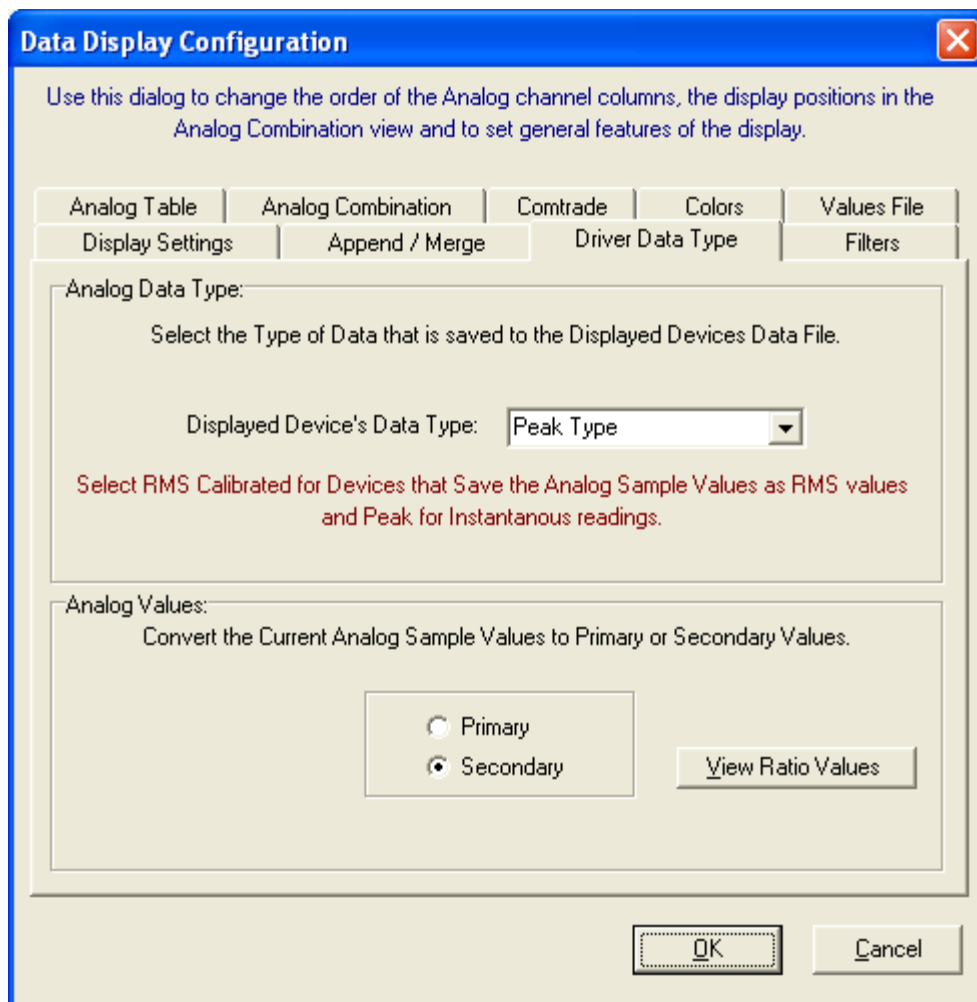 Data Display Configuration
Use this dialog to change the order of the Analog channel columns, the display positions in the
Analog Combination view and to set general features of the display.
Analog Table
Analog Combination
Comtrade
Colors
Values File
Display Settings
Append / Merge
Driver Data Type
Filters
Analog Data Type:
Select the Type of Data that is saved to the Displayed Devices Data File.
Displayed Device's Data Type:
Peak Type
Select RMS Calibrated for Devices that Save the Analog Sample Values as RMS values
and Peak for Instantanous readings.
Analog Values:
Convert the Current Analog Sample Values to Primary or Secondary Values.
Primary
Secondary
View Ratio Values
OK
Cancel